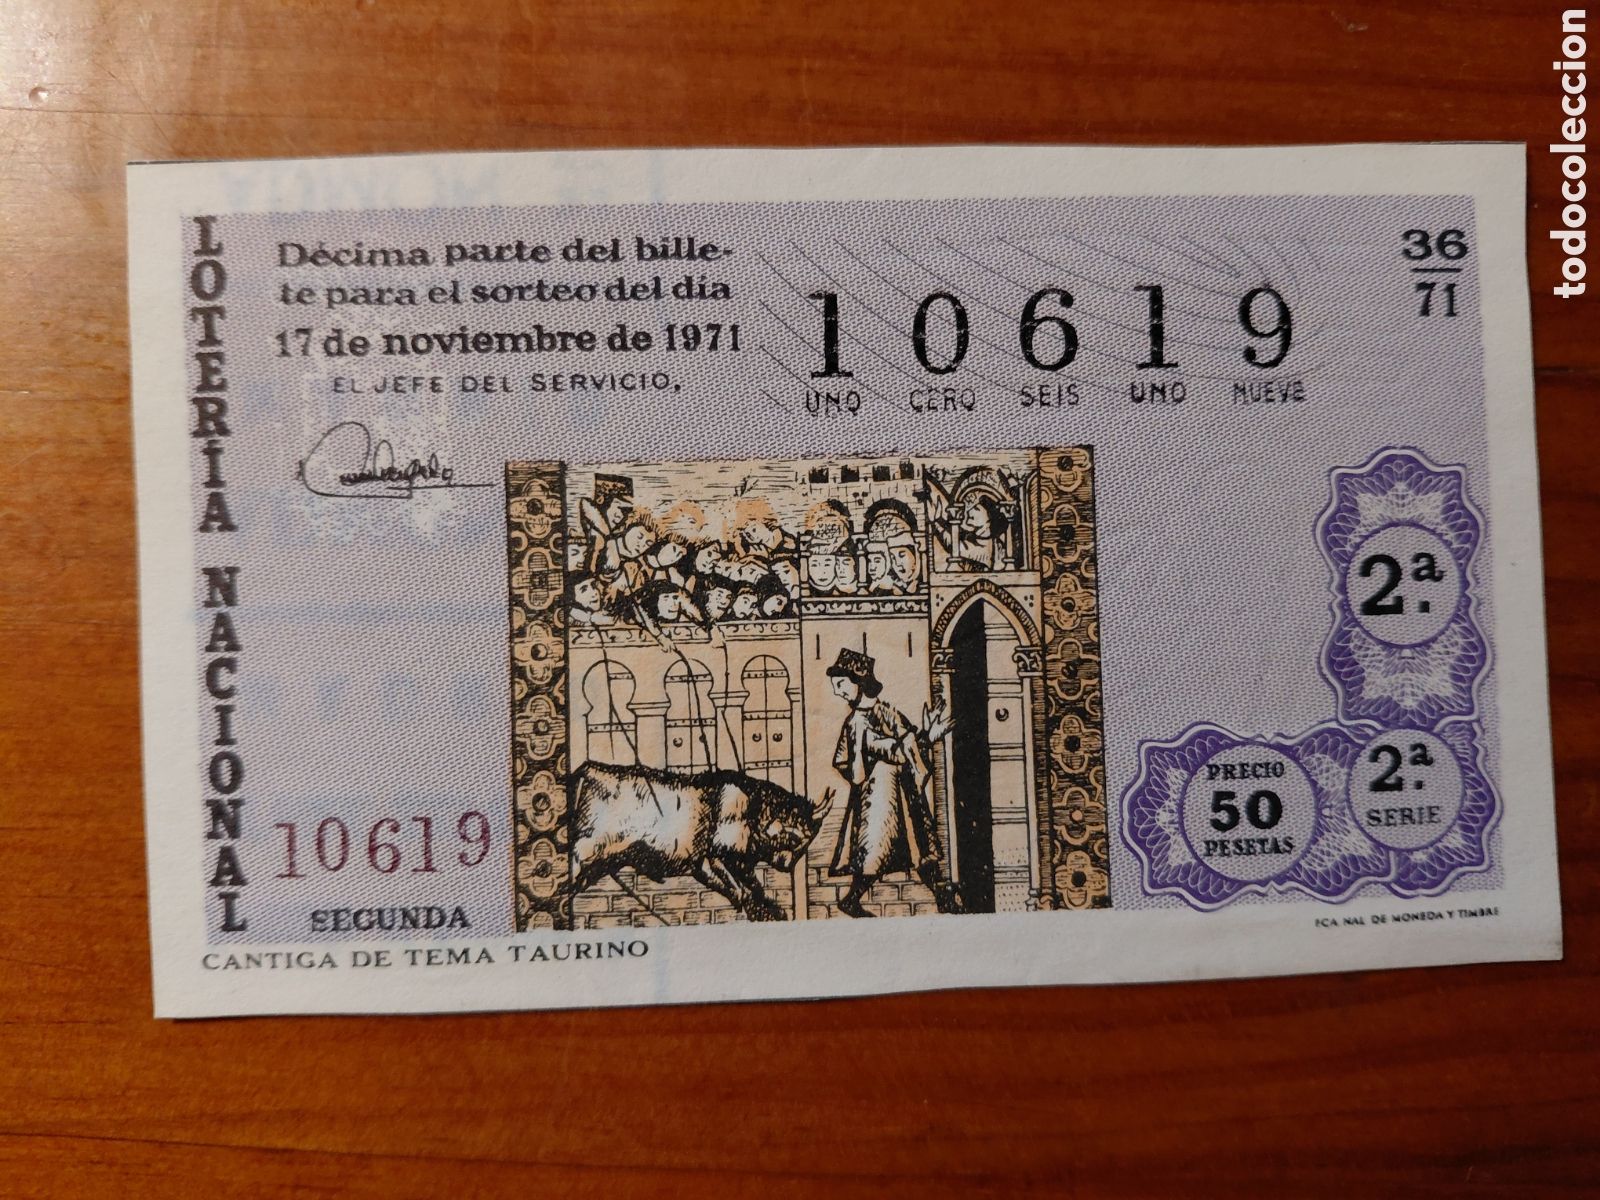 LOTERÍA NACIONAL
Décima parte del bille-
te para el sorteo del día
17 de noviembre de 1971
EL JEFE DEL SERVICIO,
10619
UNO CERO SEIS UNO NUEVE
36
71
2.ª
PRECIO
50
PESETAS
2.ª
SERIE
10619
SEGUNDA
CANTIGA DE TEMA TAURINO
FCA NAL DE MONEDA Y TIMBRE
todocoleccion